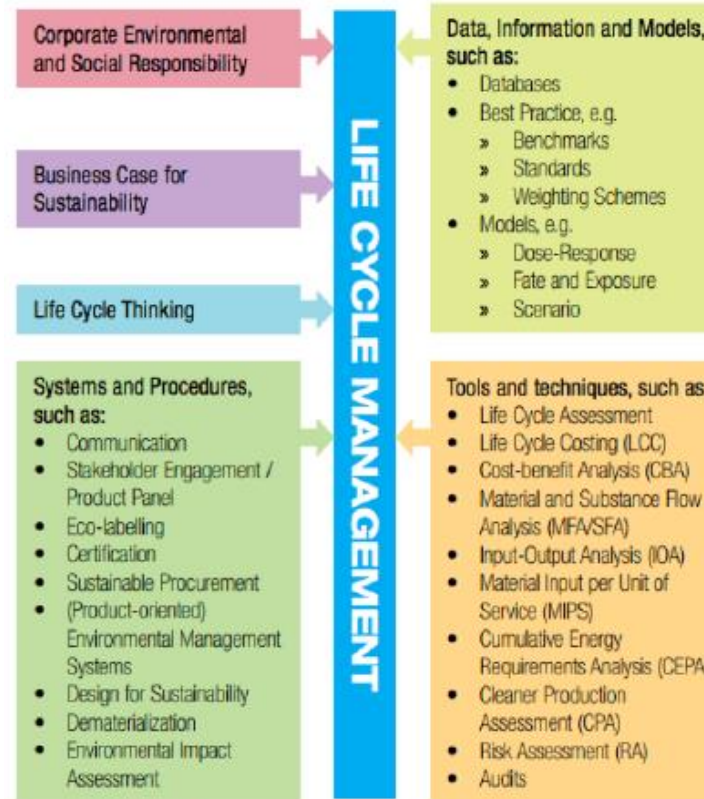 Corporate Environmental
and Social Responsibility
Business Case for
Sustainability
Life Cycle Thinking
Systems and Procedures,
such as:
• Communication
• Stakeholder Engagement /
Product Panel
• Eco-labelling
• Certification
• Sustainable Procurement
• (Product-oriented)
Environmental Management
Systems
• Design for Sustainability
• Dematerialization
• Environmental Impact
Assessment
LIFE CYCLE MANAGEMENT
Data, Information and Models,
such as:
• Databases
• Best Practice, e.g.
» Benchmarks
» Standards
» Weighting Schemes
• Models, e.g.
» Dose-Response
» Fate and Exposure
» Scenario
Tools and techniques, such as
• Life Cycle Assessment
• Life Cycle Costing (LCC)
• Cost-benefit Analysis (CBA)
• Material and Substance Flow
Analysis (MFA/SFA)
• Input-Output Analysis (IOA)
• Material Input per Unit of
Service (MIPS)
• Cumulative Energy
Requirements Analysis (CEPA
• Cleaner Production
Assessment (CPA)
• Risk Assessment (RA)
• Audits